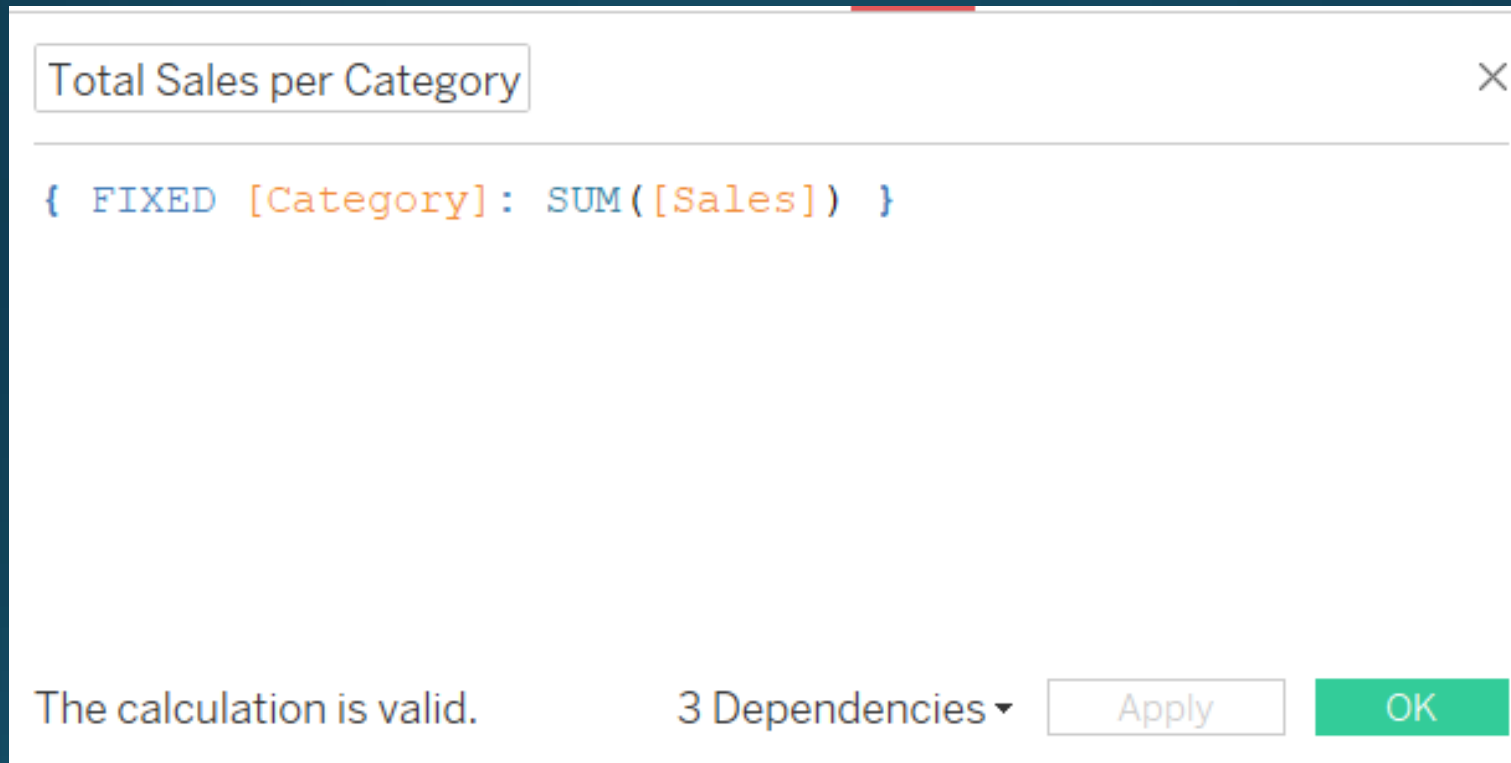 Total Sales per Category
{ FIXED [Category]: SUM([Sales]) }
The calculation is valid. 3 Dependencies Apply OK